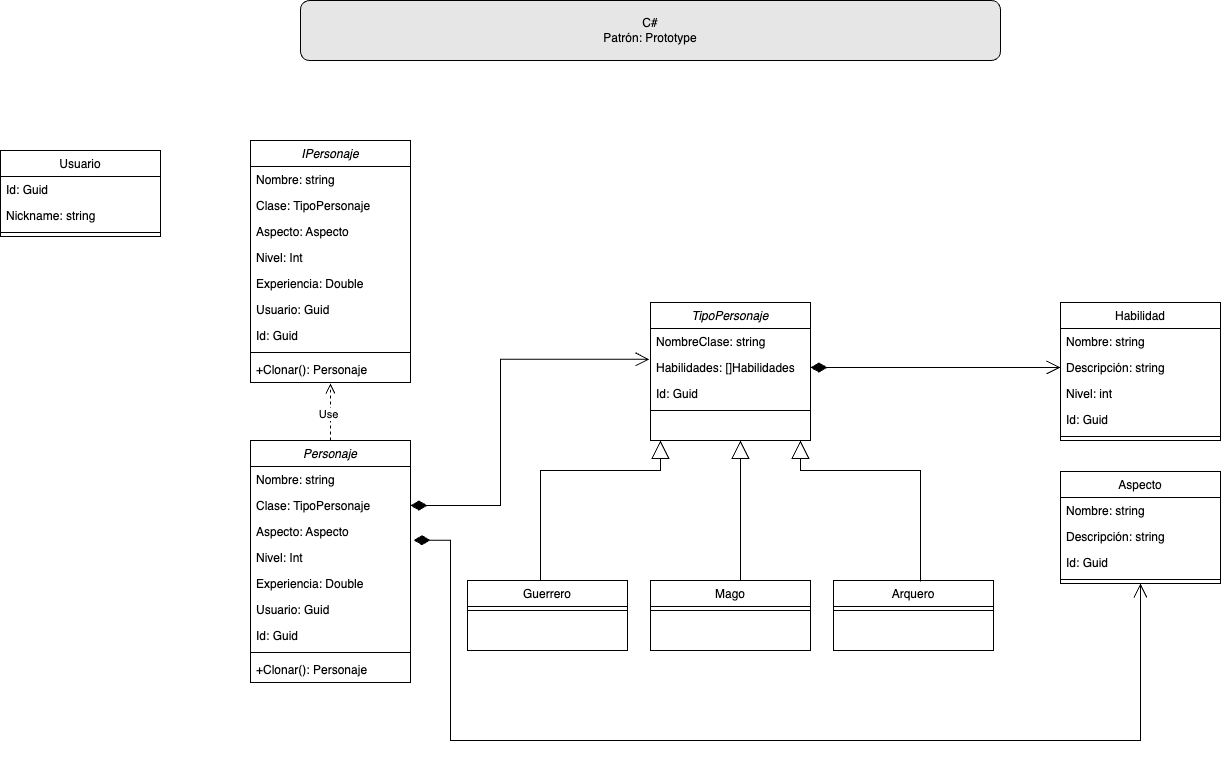 C#
Patrón: Prototype
Usuario
Id: Guid
Nickname: string
IPersonaje
Nombre: string
Clase: TipoPersonaje
Aspecto: Aspecto
Nivel: Int
Experiencia: Double
Usuario: Guid
Id: Guid
+Clonar(): Personaje
Use
Personaje
Nombre: string
Clase: TipoPersonaje
Aspecto: Aspecto
Nivel: Int
Experiencia: Double
Usuario: Guid
Id: Guid
+Clonar(): Personaje
TipoPersonaje
NombreClase: string
Habilidades: []Habilidades
Id: Guid
Guerrero
Mago
Arquero
Habilidad
Nombre: string
Descripción: string
Nivel: int
Id: Guid
Aspecto
Nombre: string
Descripción: string
Id: Guid